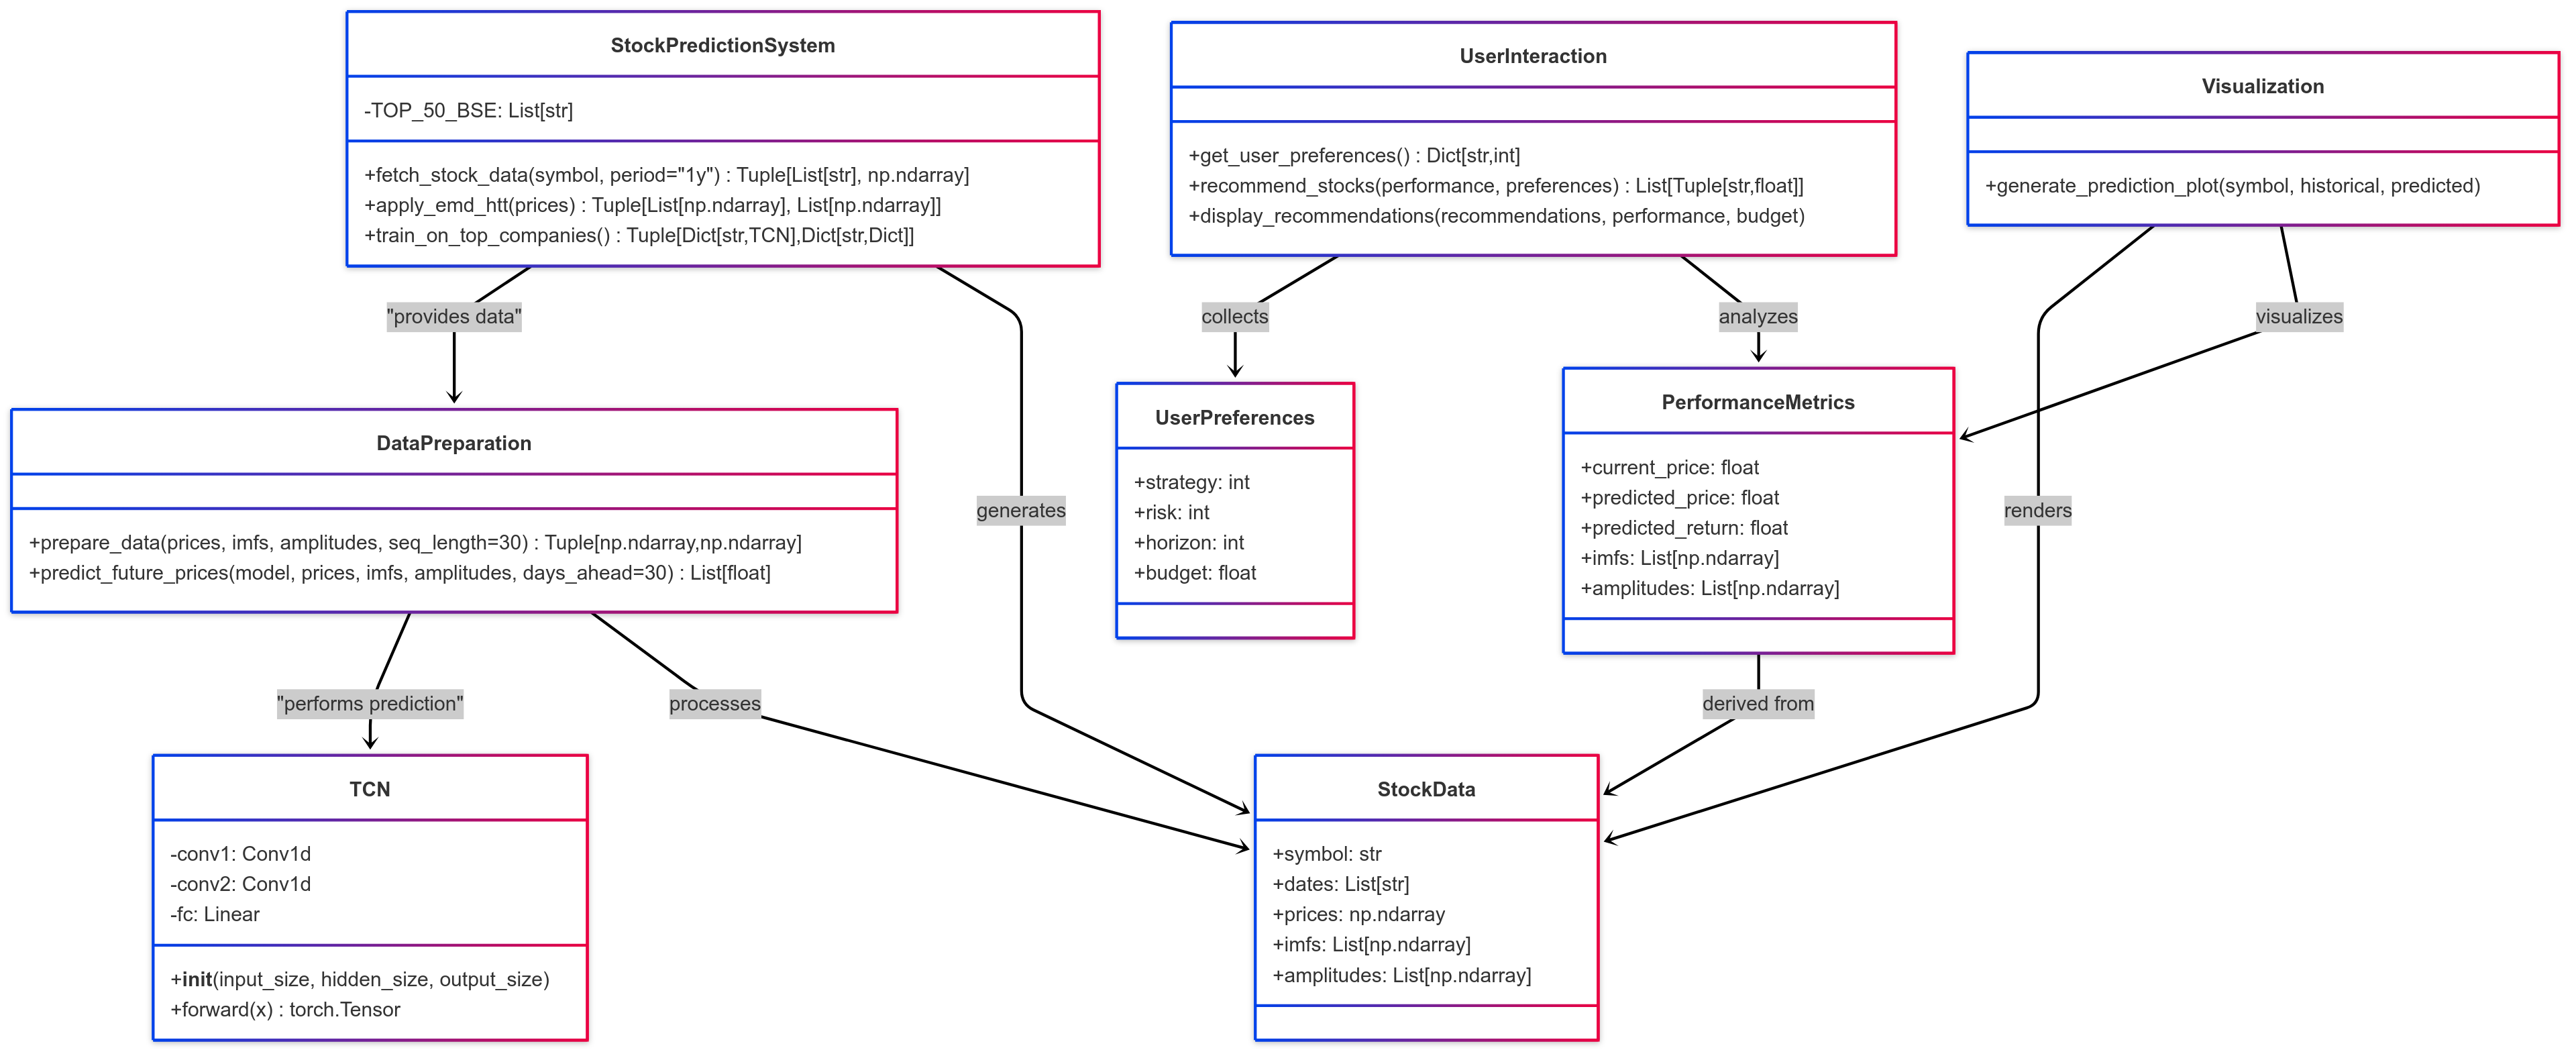 StockPredictionSystem
-TOP_50_BSE: List[str]
+fetch_stock_data(symbol, period="1y") : Tuple[List[str], np.ndarray]
+apply_emd_htt(prices) : Tuple[List[np.ndarray], List[np.ndarray]]
+train_on_top_companies() : Tuple[Dict[str,TCN],Dict[str,Dict]]
UserInteraction
+get_user_preferences() : Dict[str,int]
+recommend_stocks(performance, preferences) : List[Tuple[str,float]]
+display_recommendations(recommendations, performance, budget)
Visualization
+generate_prediction_plot(symbol, historical, predicted)
"provides data"
collects
analyzes
visualizes
DataPreparation
+prepare_data(prices, imfs, amplitudes, seq_length=30) : Tuple[np.ndarray,np.ndarray]
+predict_future_prices(model, prices, imfs, amplitudes, days_ahead=30) : List[float]
generates
UserPreferences
+strategy: int
+risk: int
+horizon: int
+budget: float
PerformanceMetrics
+current_price: float
+predicted_price: float
+predicted_return: float
+imfs: List[np.ndarray]
+amplitudes: List[np.ndarray]
renders
"performs prediction"
processes
derived from
TCN
-conv1: Conv1d
-conv2: Conv1d
-fc: Linear
+init(input_size, hidden_size, output_size)
+forward(x) : torch.Tensor
StockData
+symbol: str
+dates: List[str]
+prices: np.ndarray
+imfs: List[np.ndarray]
+amplitudes: List[np.ndarray]